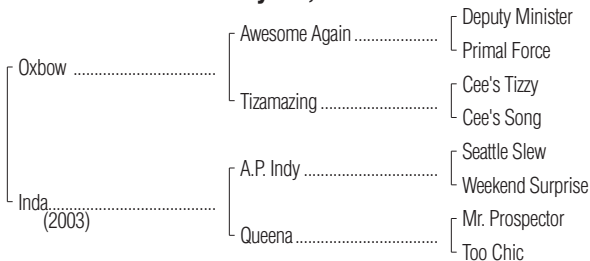 Deputy Minister
Awesome Again ....................
Primal Force
Oxbow ..................................
Cee's Tizzy
Tizamazing ............................
Cee's Song
Seattle Slew
A.P. Indy ................................
Weekend Surprise
Inda........................................
(2003)
Mr. Prospector
Queena..................................
Too Chic